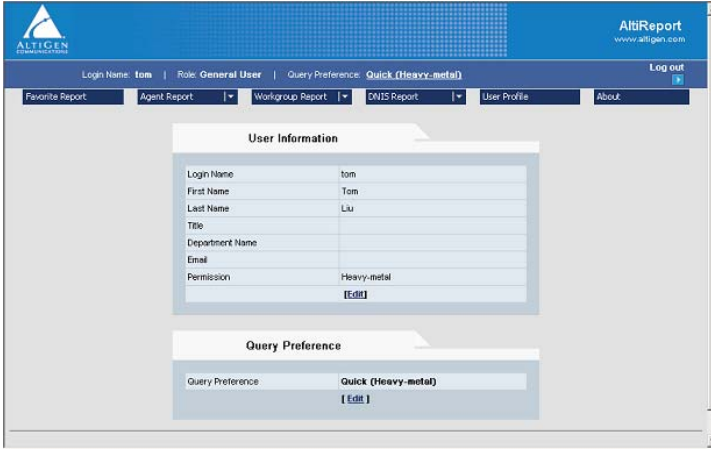 ALTIGEN
COMMUNICATIONS
AltiReport
www.altigen.com
Login Name: tom | Role: General User | Query Preference: Quick (Heavy-metal)
Log out
Favorite Report Agent Report | Workgroup Report | DNIS Report | User Profile About
User Information
Login Name tom
First Name Tom
Last Name Liu
Title
Department Name
Email
Permission Heavy-metal
[Edit]
Query Preference
Query Preference Quick (Heavy-metal)
[ Edit ]